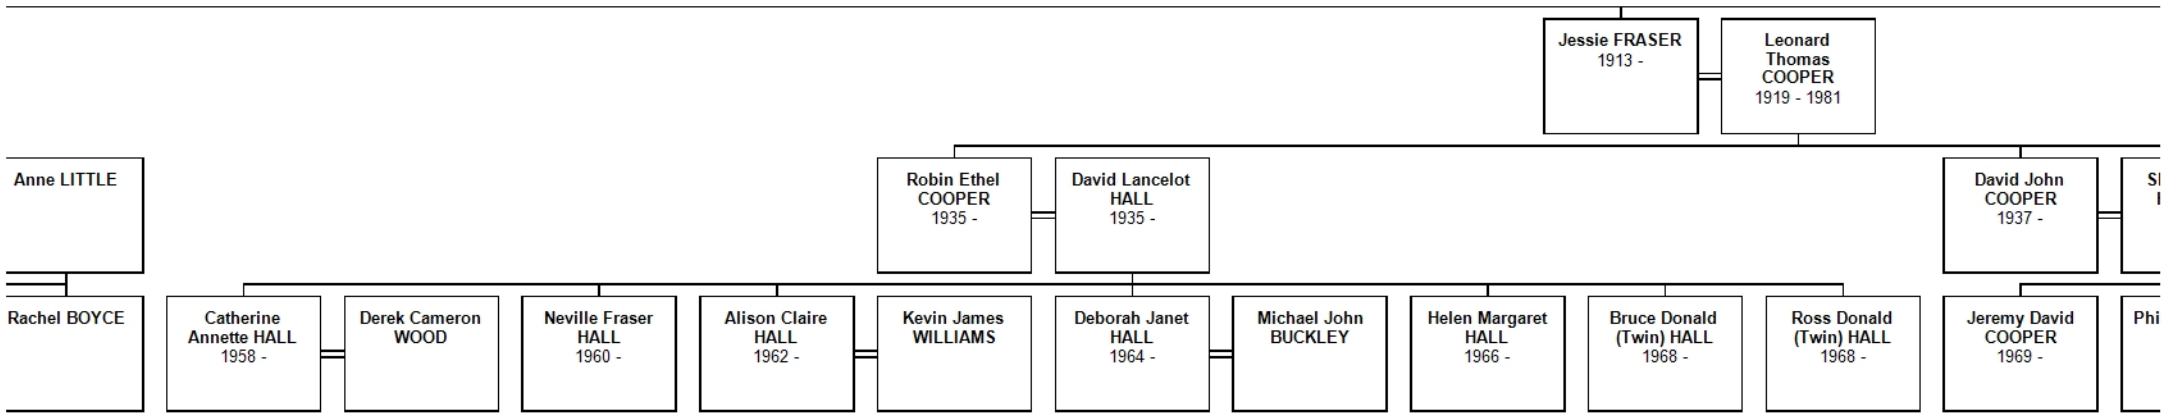 Jessie FRASER
1913 -
Leonard
Thomas
COOPER
1919 - 1981
Anne LITTLE
Robin Ethel
COOPER
1935 -
David Lancelot
HALL
1935 -
David John
COOPER
1937 -
Rachel BOYCE
Catherine
Annette HALL
1958 -
Derek Cameron
WOOD
Neville Fraser
HALL
1960 -
Alison Claire
HALL
1962 -
Kevin James
WILLIAMS
Deborah Janet
HALL
1964 -
Michael John
BUCKLEY
Helen Margaret
HALL
1966 -
Bruce Donald
(Twin) HALL
1968 -
Ross Donald
(Twin) HALL
1968 -
Jeremy David
COOPER
1969 -
Phi